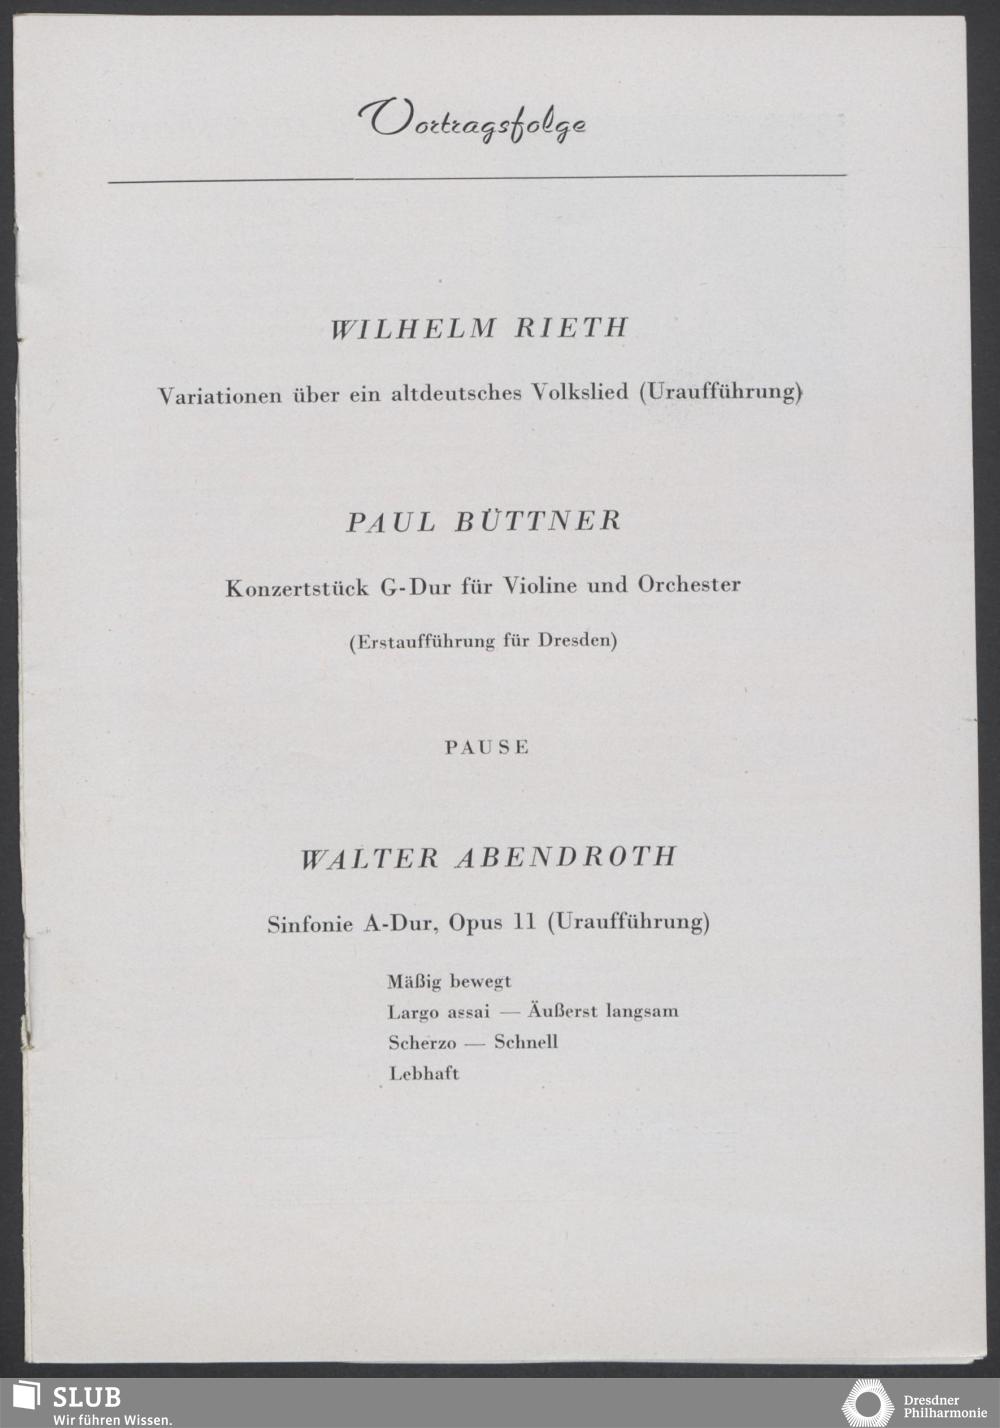 Vortragsfolge
WILHELM RIETH
Variationen über ein altdeutsches Volkslied (Uraufführung)
PAUL BÜTTNER
Konzertstück G-Dur für Violine und Orchester
(Erstaufführung für Dresden)
PAUSE
WALTER ABENDROTH
Sinfonie A-Dur, Opus 11 (Uraufführung)
Mäßig bewegt
Largo assai — Äußerst langsam
Scherzo — Schnell
Lebhaft
SLUB
Wir führen Wissen.
Dresdner
Philharmonie